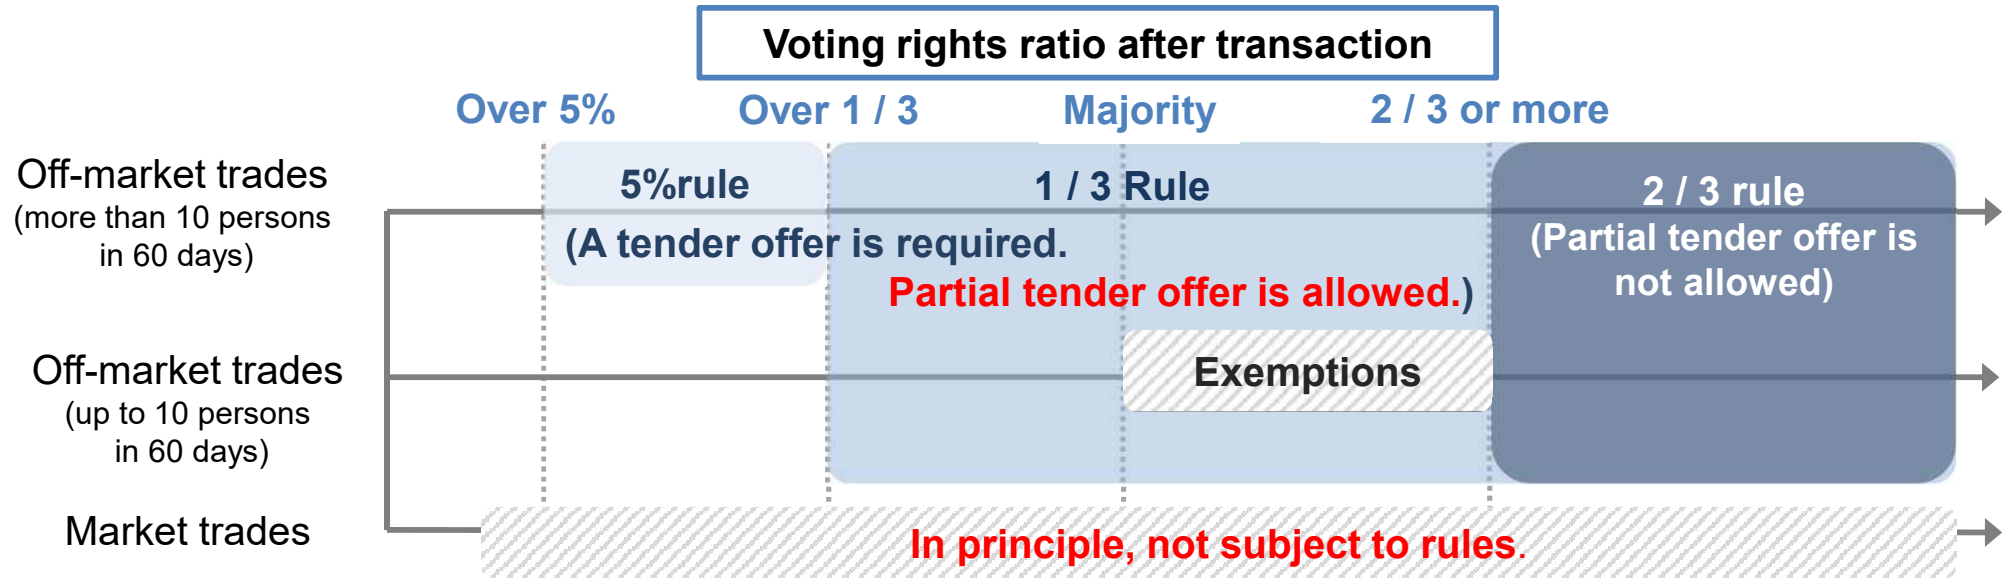 Voting rights ratio after transaction
Over 5%
Over 1 / 3
Majority
2 / 3 or more
Off-market trades
(more than 10 persons
in 60 days)
5%rule
1 / 3 Rule
(A tender offer is required.
Partial tender offer is allowed.)
2 / 3 rule
(Partial tender offer is
not allowed)
Off-market trades
(up to 10 persons
in 60 days)
Exemptions
Market trades
In principle, not subject to rules.